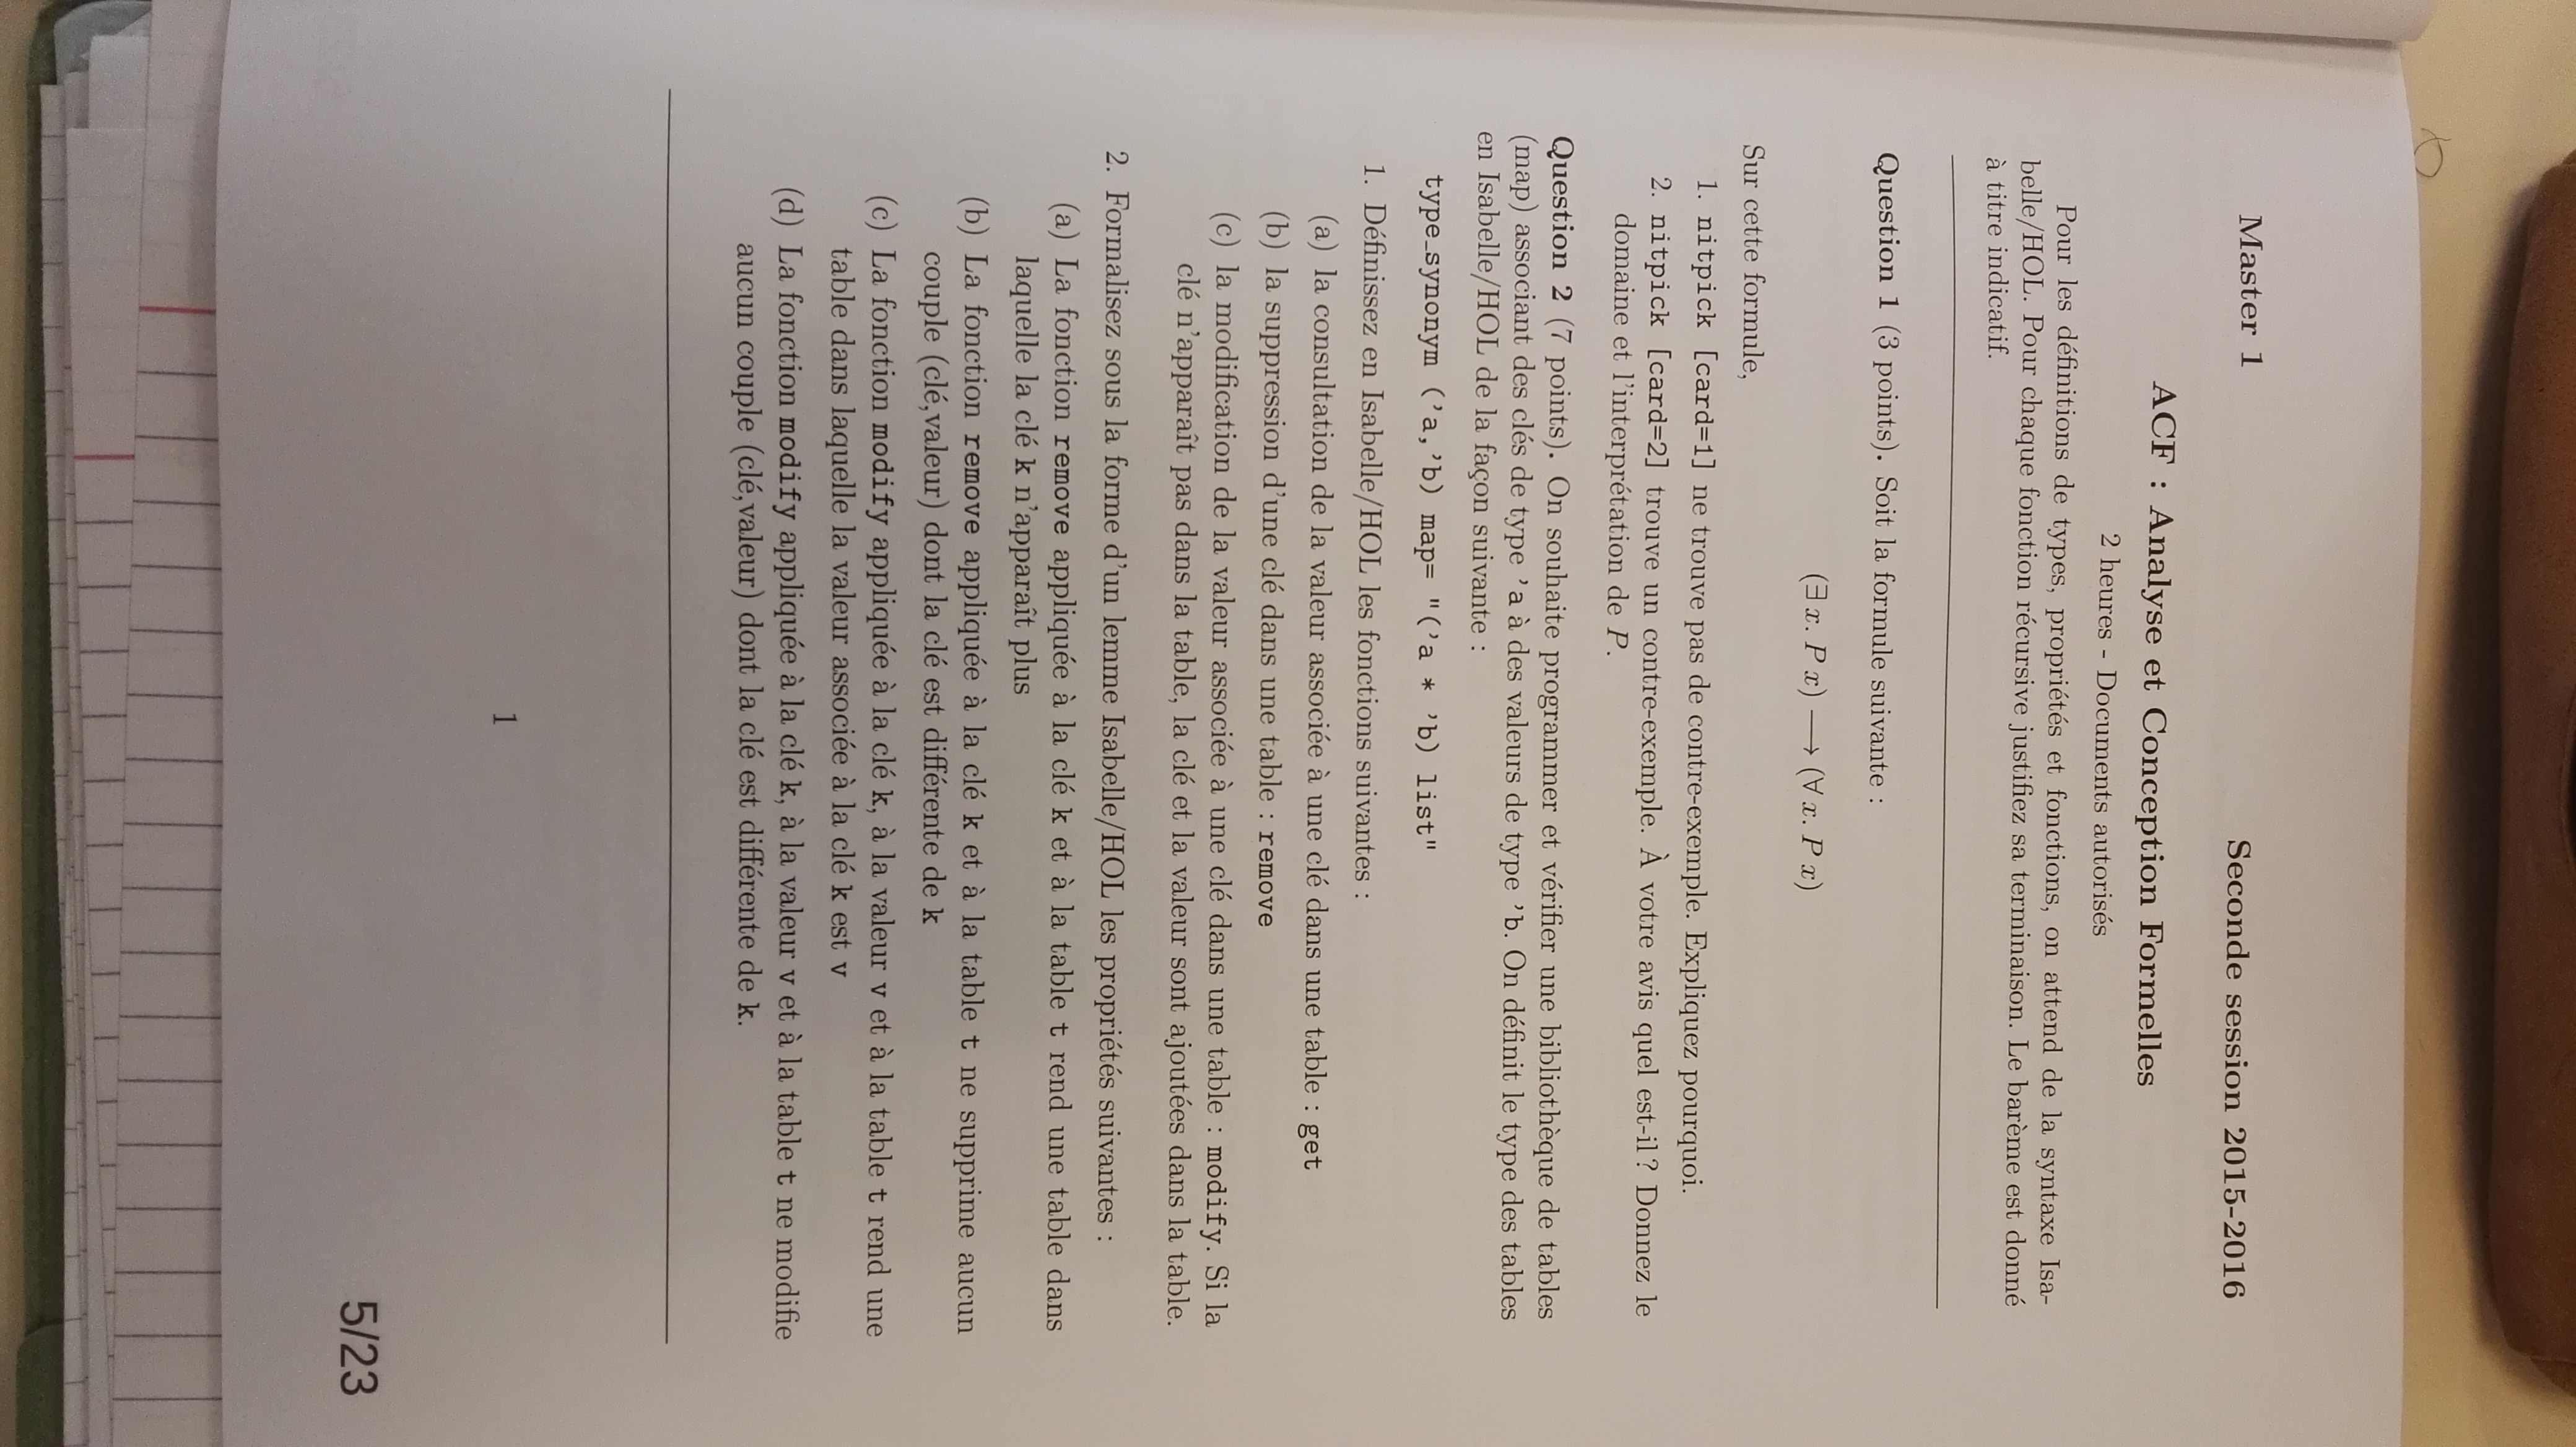 Master 1 Seconde session 2015-2016
ACF : Analyse et Conception Formelles
2 heures - Documents autorisés
Pour les définitions de types, propriétés et fonctions, on attend de la syntaxe Isa-
belle/HOL. Pour chaque fonction récursive justifiez sa terminaison. Le barème est donné
à titre indicatif.
Question 1 (3 points). Soit la formule suivante :
(∃ x. P x) ⟶ (∀ x. P x)
Sur cette formule,
1. nitpick [card=1] ne trouve pas de contre-exemple. Expliquez pourquoi.
2. nitpick [card=2] trouve un contre-exemple. À votre avis quel est-il ? Donnez le
domaine et l'interprétation de P.
Question 2 (7 points). On souhaite programmer et vérifier une bibliothèque de tables
(map) associant des clés de type 'a à des valeurs de type 'b. On définit le type des tables
en Isabelle/HOL de la façon suivante :
type_synonym ('a,'b) map= "('a * 'b) list"
1. Définissez en Isabelle/HOL les fonctions suivantes :
(a) la consultation de la valeur associée à une clé dans une table : get
(b) la suppression d'une clé dans une table : remove
(c) la modification de la valeur associée à une clé dans une table : modify. Si la
clé n'apparaît pas dans la table, la clé et la valeur sont ajoutées dans la table.
2. Formalisez sous la forme d'un lemme Isabelle/HOL les propriétés suivantes :
(a) La fonction remove appliquée à la clé k et à la table t rend une table dans
laquelle la clé k n'apparaît plus
(b) La fonction remove appliquée à la clé k et à la table t ne supprime aucun
couple (clé,valeur) dont la clé est différente de k
(c) La fonction modify appliquée à la clé k, à la valeur v et à la table t rend une
table dans laquelle la valeur associée à la clé k est v
(d) La fonction modify appliquée à la clé k, à la valeur v et à la table t ne modifie
aucun couple (clé,valeur) dont la clé est différente de k.
1
5/23